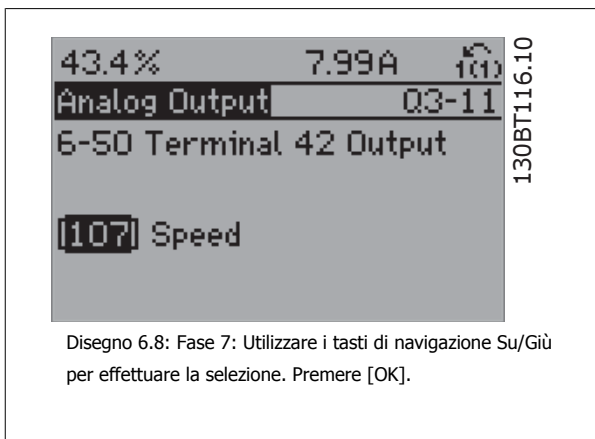 43.4% 7.99A 1(1)
Analog Output Q3-11
6-50 Terminal 42 Output
[107] Speed
130BT116.10
Disegno 6.8: Fase 7: Utilizzare i tasti di navigazione Su/Giù
per effettuare la selezione. Premere [OK].